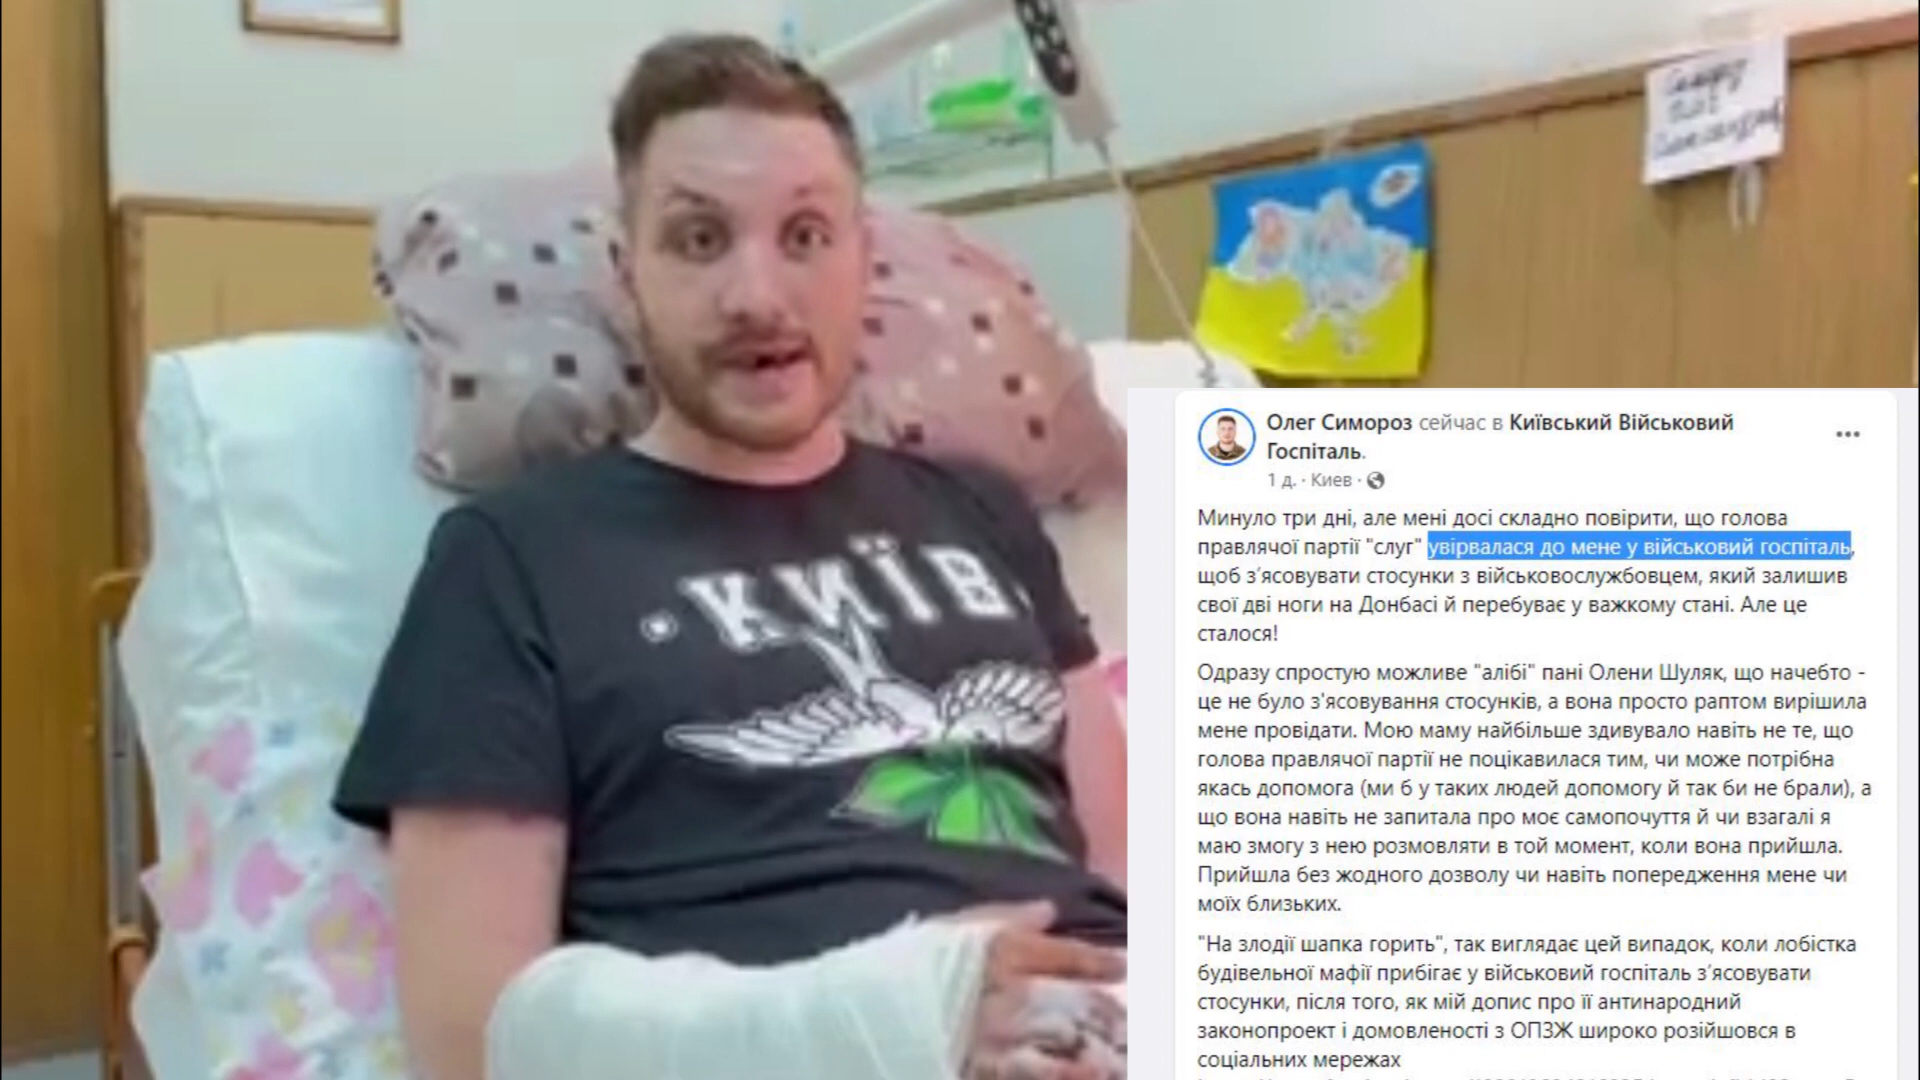 КИЇВ
Олег Симороз сейчас в Київський Військовий
Госпіталь.
1 д. · Киев ·
Минуло три дні, але мені досі складно повірити, що голова
правлячої партії "слуг" увірвалася до мене у військовий госпіталь,
щоб з’ясовувати стосунки з військовослужбовцем, який залишив
свої дві ноги на Донбасі й перебуває у важкому стані. Але це
сталося!
Одразу спростую можливе "алібі" пані Олени Шуляк, що начебто -
це не було з'ясовування стосунків, а вона просто раптом вирішила
мене провідати. Мою маму найбільше здивувало навіть не те, що
голова правлячої партії не поцікавилася тим, чи може потрібна
якась допомога (ми б у таких людей допомогу й так би не брали), а
що вона навіть не запитала про моє самопочуття й чи взагалі я
маю змогу з нею розмовляти в той момент, коли вона прийшла.
Прийшла без жодного дозволу чи навіть попередження мене чи
моїх близьких.
"На злодії шапка горить", так виглядає цей випадок, коли лобістка
будівельної мафії прибігає у військовий госпіталь з’ясовувати
стосунки, після того, як мій допис про її антинародний
законопроект і домовленості з ОПЗЖ широко розійшовся в
соціальних мережах